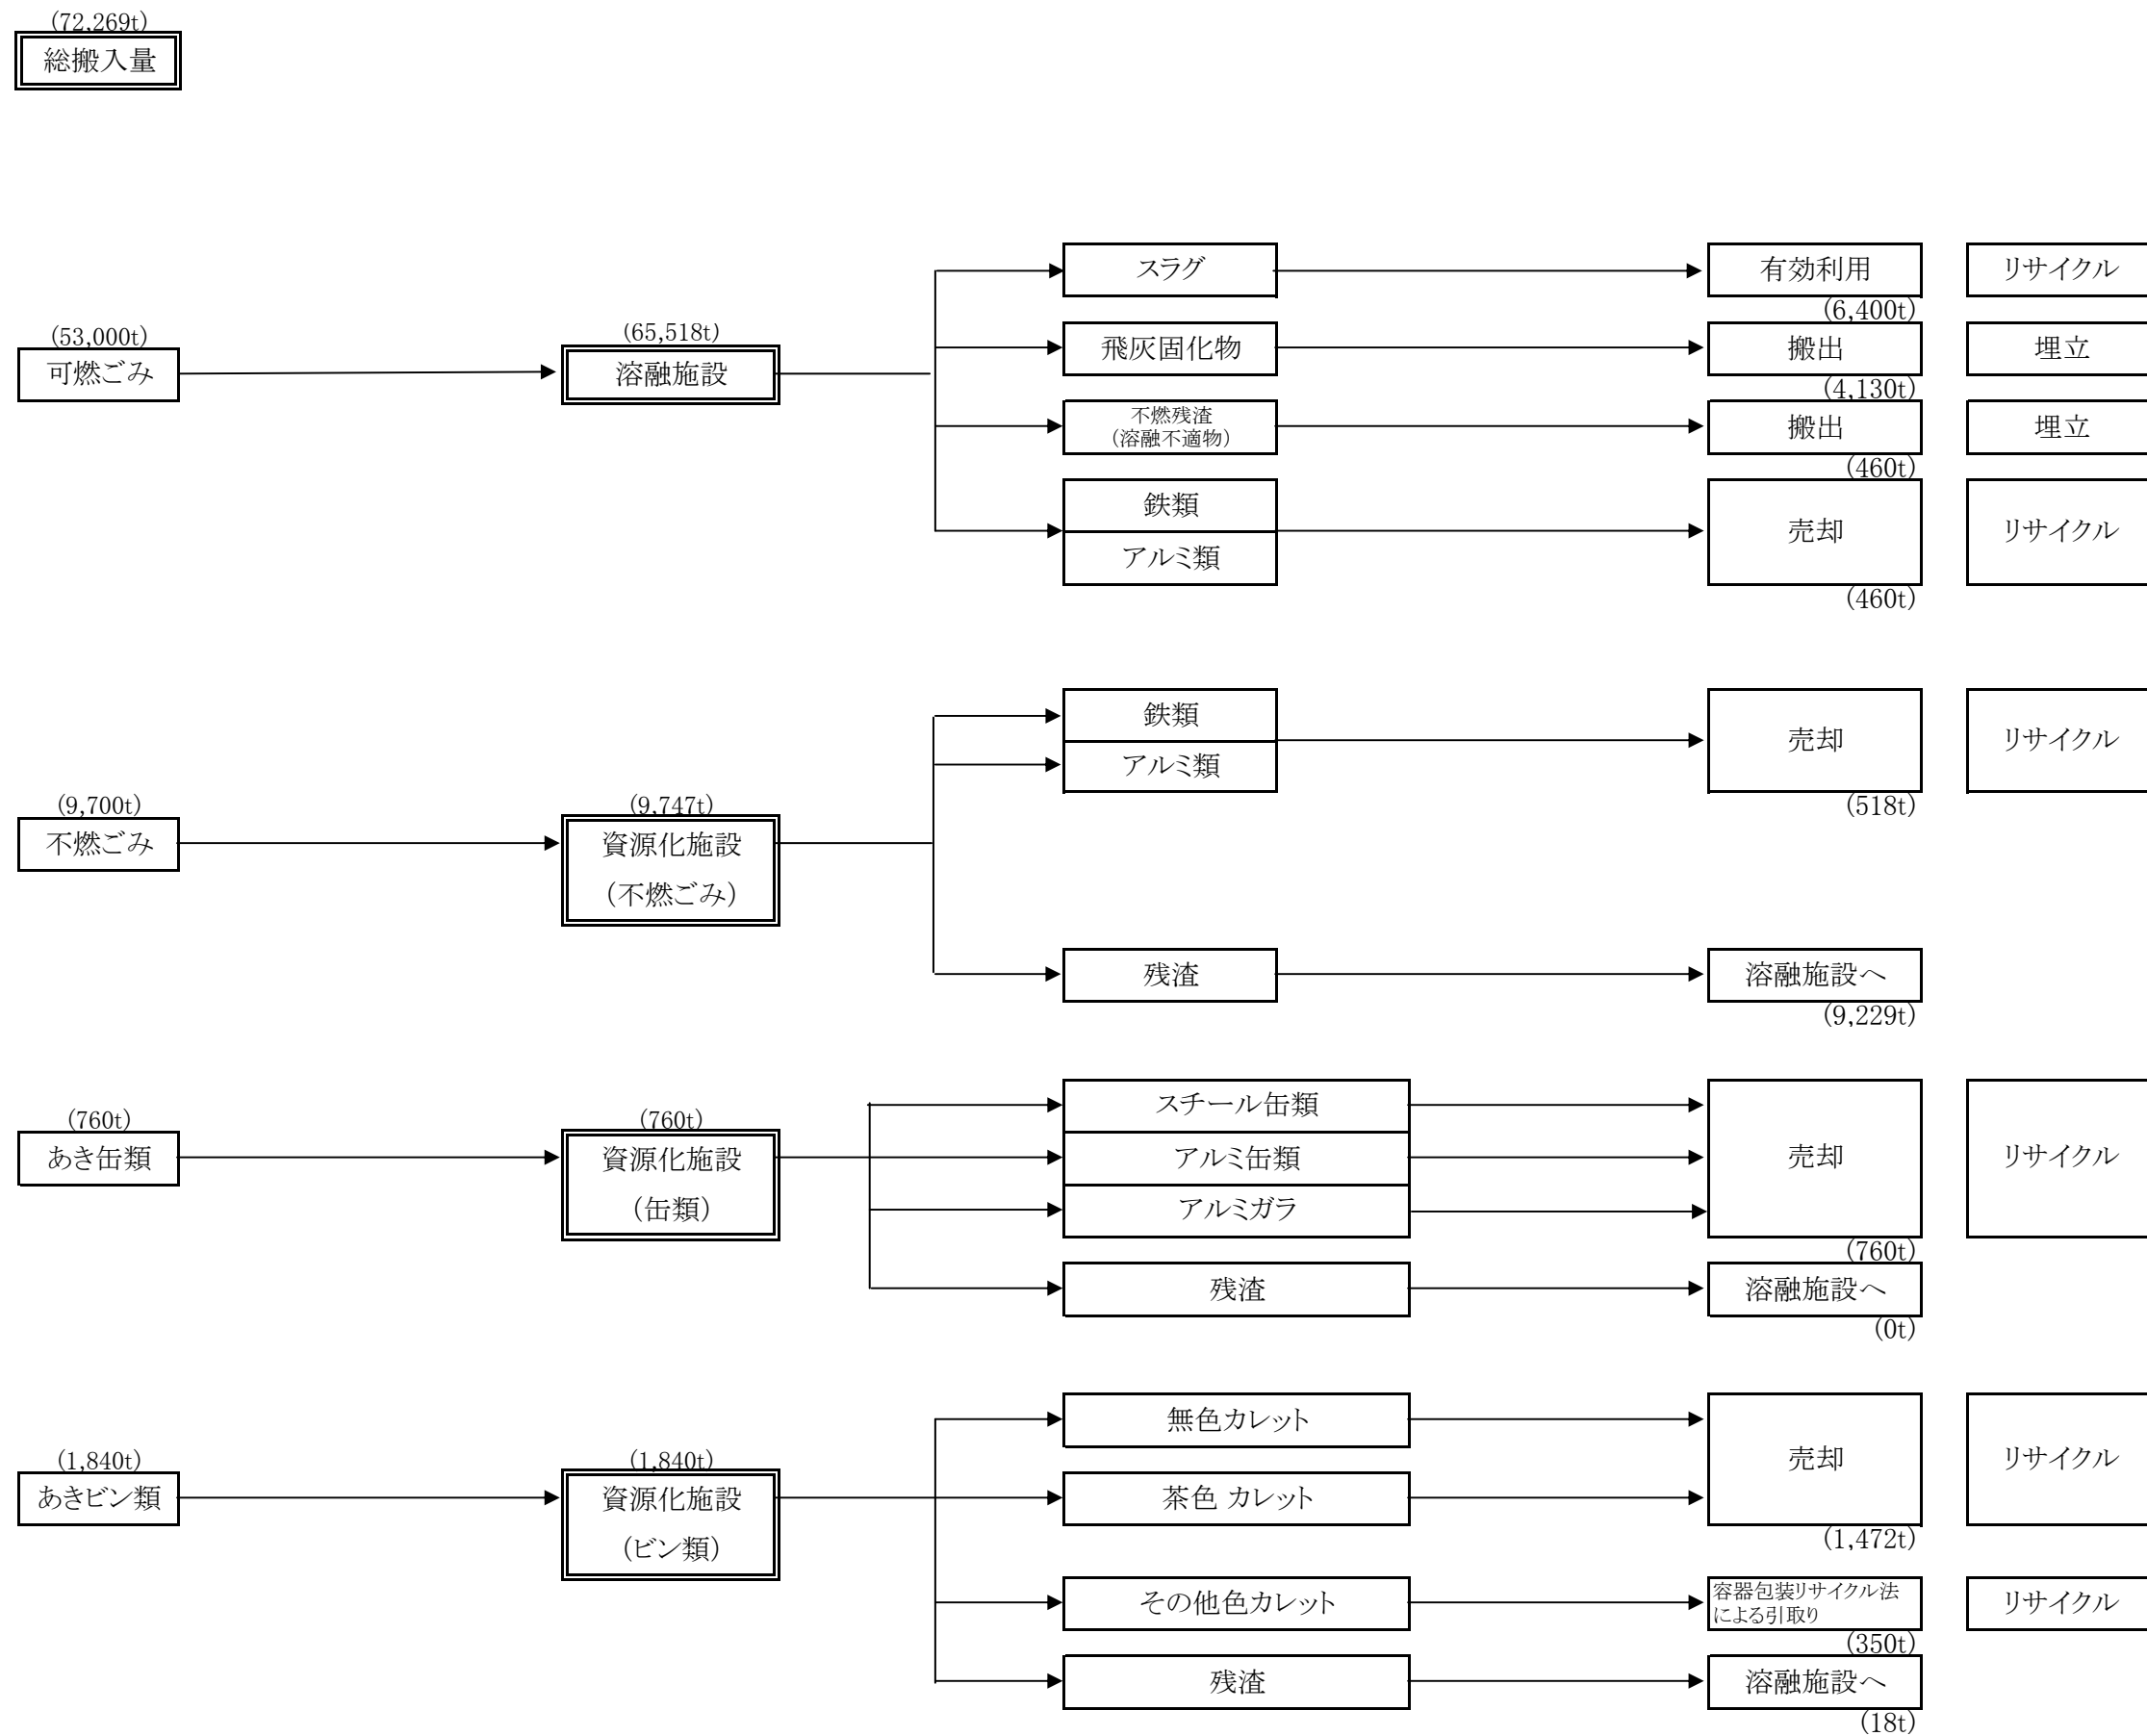 (72,269t)
総搬入量
(53,000t)
可燃ごみ
(65,518t)
溶融施設
スラグ
有効利用
リサイクル
(6,400t)
飛灰固化物
搬出
埋立
(4,130t)
不燃残渣
(溶融不適物)
搬出
埋立
(460t)
鉄類
アルミ類
売却
リサイクル
(460t)
(9,700t)
不燃ごみ
(9,747t)
資源化施設
(不燃ごみ)
鉄類
アルミ類
売却
リサイクル
(518t)
残渣
溶融施設へ
(9,229t)
(760t)
あき缶類
(760t)
資源化施設
(缶類)
スチール缶類
アルミ缶類
アルミガラ
売却
リサイクル
(760t)
残渣
溶融施設へ
(0t)
(1,840t)
あきビン類
(1,840t)
資源化施設
(ビン類)
無色カレット
茶色 カレット
売却
リサイクル
(1,472t)
その他色カレット
容器包装リサイクル法
による引取り
リサイクル
(350t)
残渣
溶融施設へ
(18t)